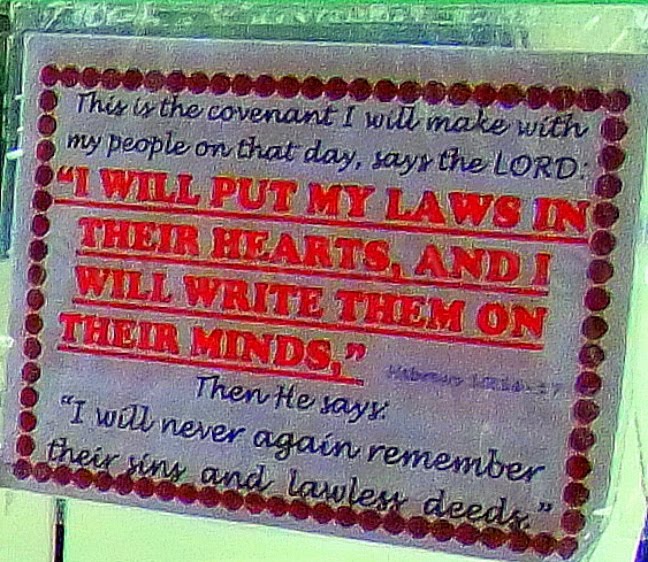 This is the covenant I will make with
my people on that day, says the LORD:
"I WILL PUT MY LAWS IN
THEIR HEARTS, AND I
WILL WRITE THEM ON
THEIR MINDS,"
Then He says:
"I will never again remember
their sins and lawless deeds."